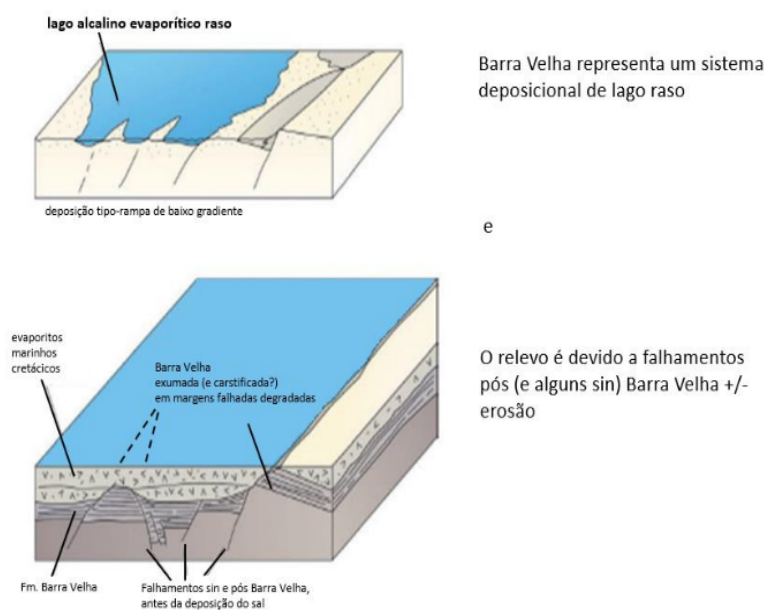 lago alcalino evaporítico raso
Barra Velha representa um sistema
deposicional de lago raso
deposição tipo-rampa de baixo gradiente
e
evaporitos
marinhos
cretácicos
Barra Velha
exumada (e carstificada?)
em margens falhadas degradadas
O relevo é devido a falhamentos
pós (e alguns sin) Barra Velha +/-
erosão
Fm. Barra Velha
Falhamentos sin e pós Barra Velha,
antes da deposição do sal